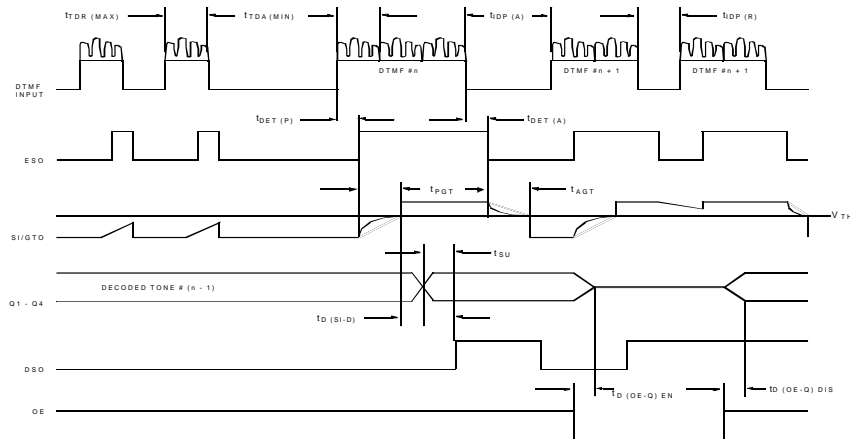 tTDR (MAX)
tTDA (MIN)
tIDP (A)
tIDP (R)
DTMF #n
DTMF #n + 1
DTMF #n + 1
DTMF
INPUT
tDET (P)
tDET (A)
ESO
tPGT
tAGT
VTH
SI/GTO
tSU
DECODED TONE # (n - 1)
Q1 - Q4
tD (Si-D)
DSO
tD (OE-Q) EN
tD (OE-Q) DIS
OE